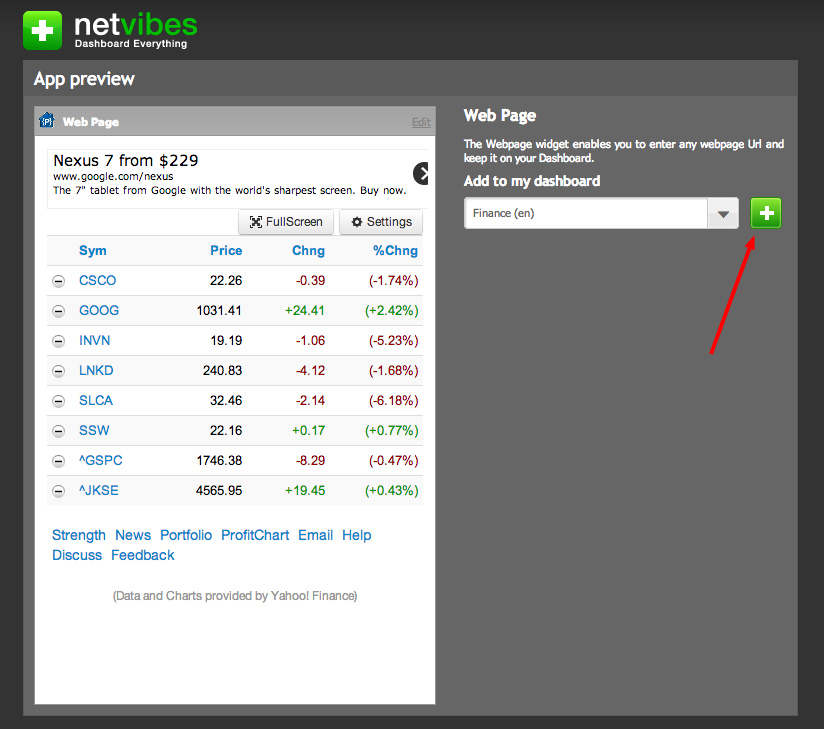 netvibes
Dashboard Everything
App preview
Web Page
Edit
Nexus 7 from $229
www.google.com/nexus
The 7" tablet from Google with the world's sharpest screen. Buy now.
FullScreen Settings
Sym Price Chng %Chng
CSCO 22.26 -0.39 (-1.74%)
GOOG 1031.41 +24.41 (+2.42%)
INVN 19.19 -1.06 (-5.23%)
LNKD 240.83 -4.12 (-1.68%)
SLCA 32.46 -2.14 (-6.18%)
SSW 22.16 +0.17 (+0.77%)
^GSPC 1746.38 -8.29 (-0.47%)
^JKSE 4565.95 +19.45 (+0.43%)
Strength News Portfolio ProfitChart Email Help
Discuss Feedback
(Data and Charts provided by Yahoo! Finance)
Web Page
The Webpage widget enables you to enter any webpage Url and
keep it on your Dashboard.
Add to my dashboard
Finance (en)